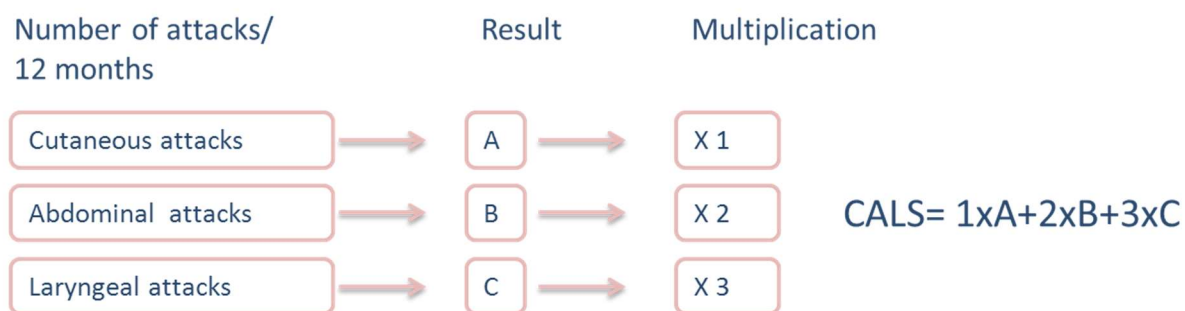 Number of attacks/ Result Multiplication
12 months
Cutaneous attacks A X 1
Abdominal attacks B X 2
CALS= 1xA+2xB+3xC
Laryngeal attacks C X 3